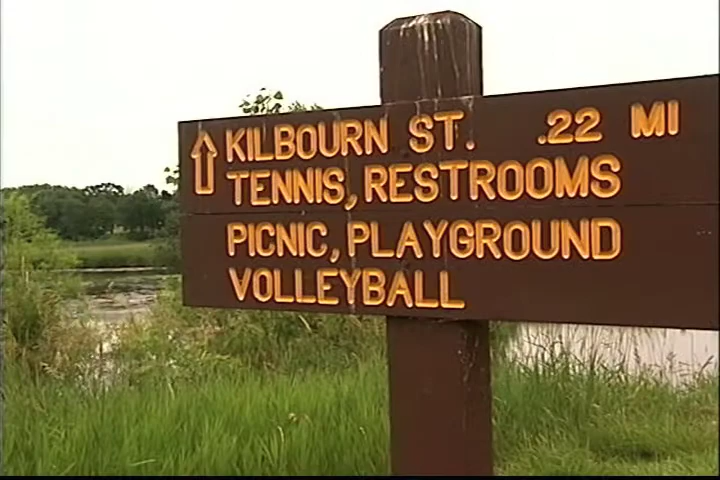 KILBOURN ST. .22 MI
TENNIS, RESTROOMS
PICNIC, PLAYGROUND
VOLLEYBALL